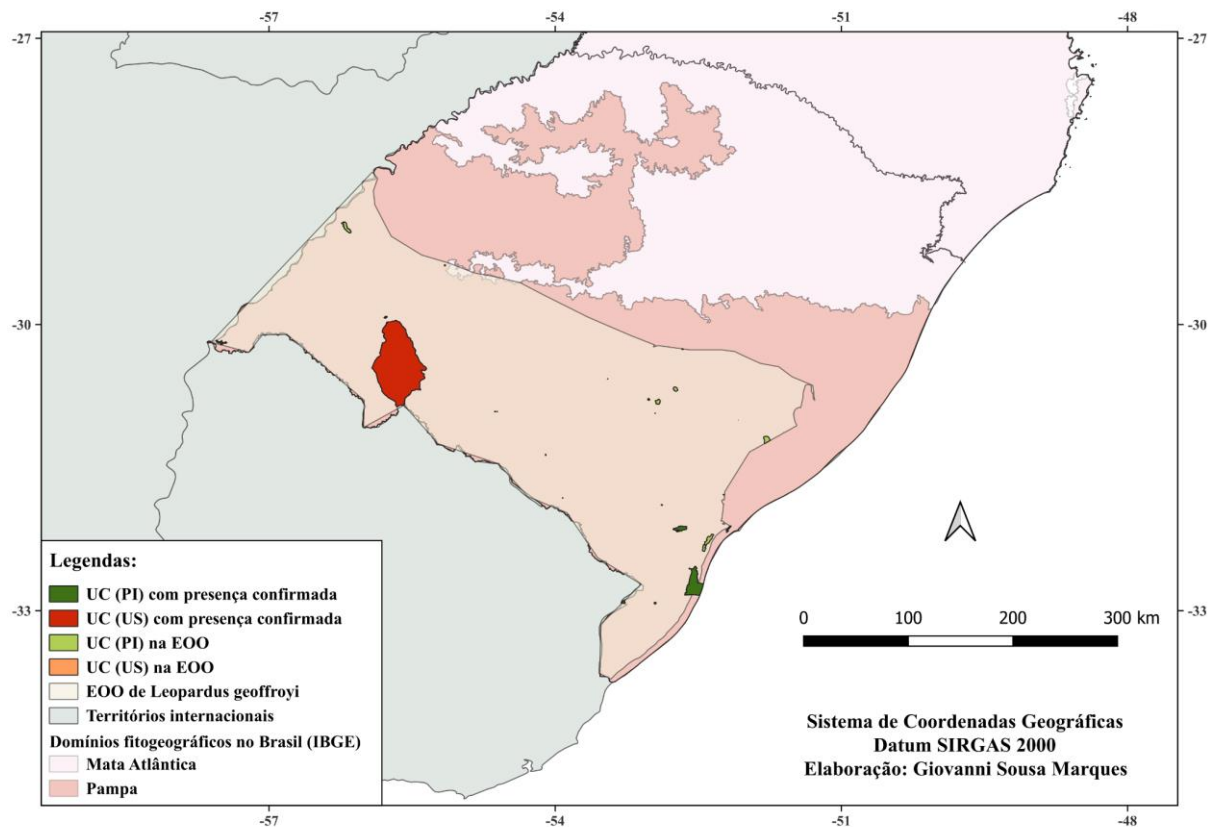 -57
-54
-51
-48
-27
-27
-30
-30
-33
-33
Legendas:
UC (PI) com presença confirmada
UC (US) com presença confirmada
UC (PI) na EOO
UC (US) na EOO
EOO de Leopardus geoffroyi
Territórios internacionais
Domínios fitogeográficos no Brasil (IBGE)
Mata Atlântica
Pampa
0 100 200 300 km
Sistema de Coordenadas Geográficas
Datum SIRGAS 2000
Elaboração: Giovanni Sousa Marques
-57
-54
-51
-48